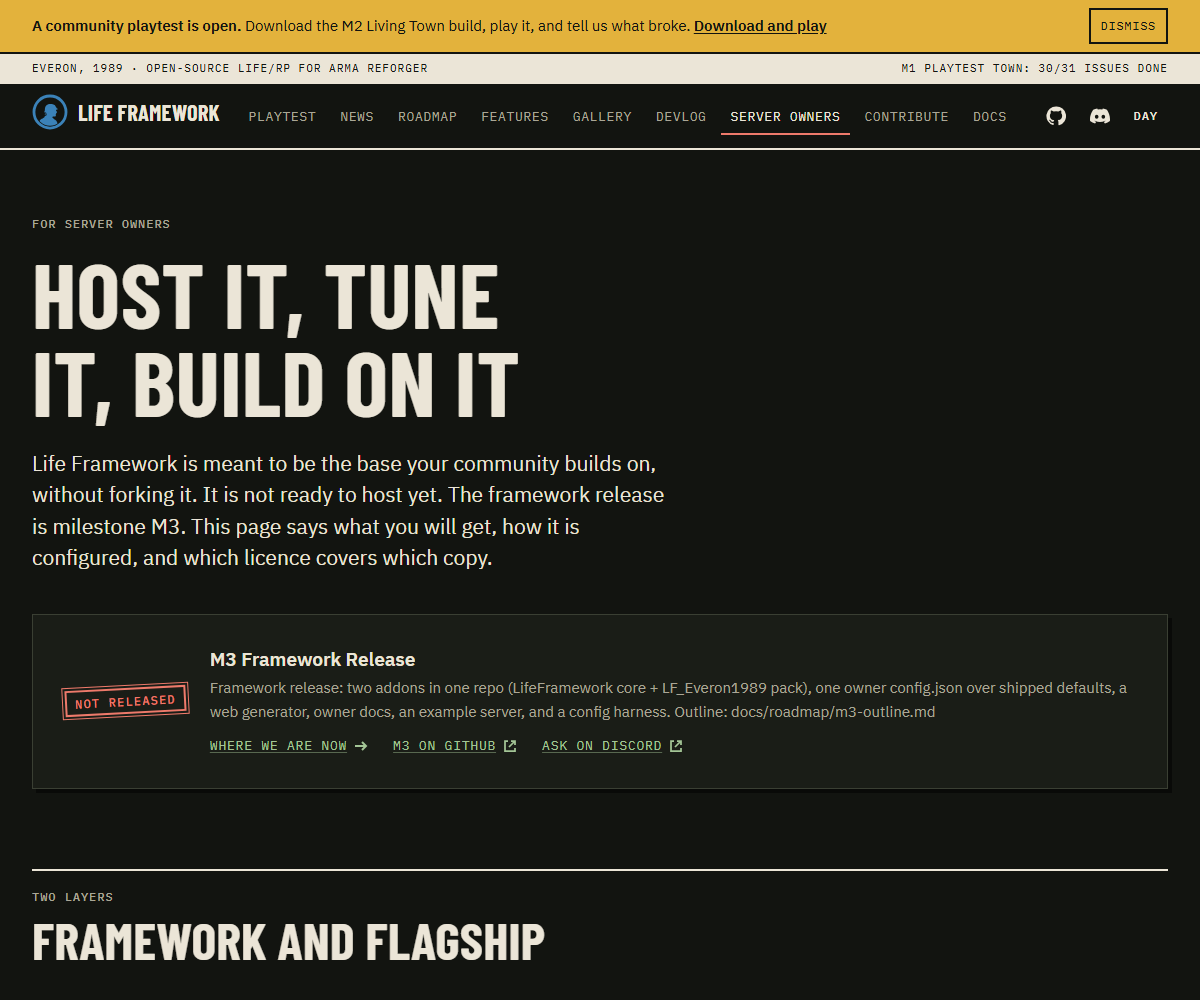 A community playtest is open. Download the M2 Living Town build, play it, and tell us what broke. Download and play
DISMISS
EVERON, 1989 · OPEN-SOURCE LIFE/RP FOR ARMA REFORGER
M1 PLAYTEST TOWN: 30/31 ISSUES DONE
LIFE FRAMEWORK
PLAYTEST
NEWS
ROADMAP
FEATURES
GALLERY
DEVLOG
SERVER OWNERS
CONTRIBUTE
DOCS
DAY
FOR SERVER OWNERS
HOST IT, TUNE
IT, BUILD ON IT
Life Framework is meant to be the base your community builds on,
without forking it. It is not ready to host yet. The framework release
is milestone M3. This page says what you will get, how it is
configured, and which licence covers which copy.
NOT RELEASED
M3 Framework Release
Framework release: two addons in one repo (LifeFramework core + LF_Everon1989 pack), one owner config.json over shipped defaults, a
web generator, owner docs, an example server, and a config harness. Outline: docs/roadmap/m3-outline.md
WHERE WE ARE NOW
M3 ON GITHUB
ASK ON DISCORD
TWO LAYERS
FRAMEWORK AND FLAGSHIP